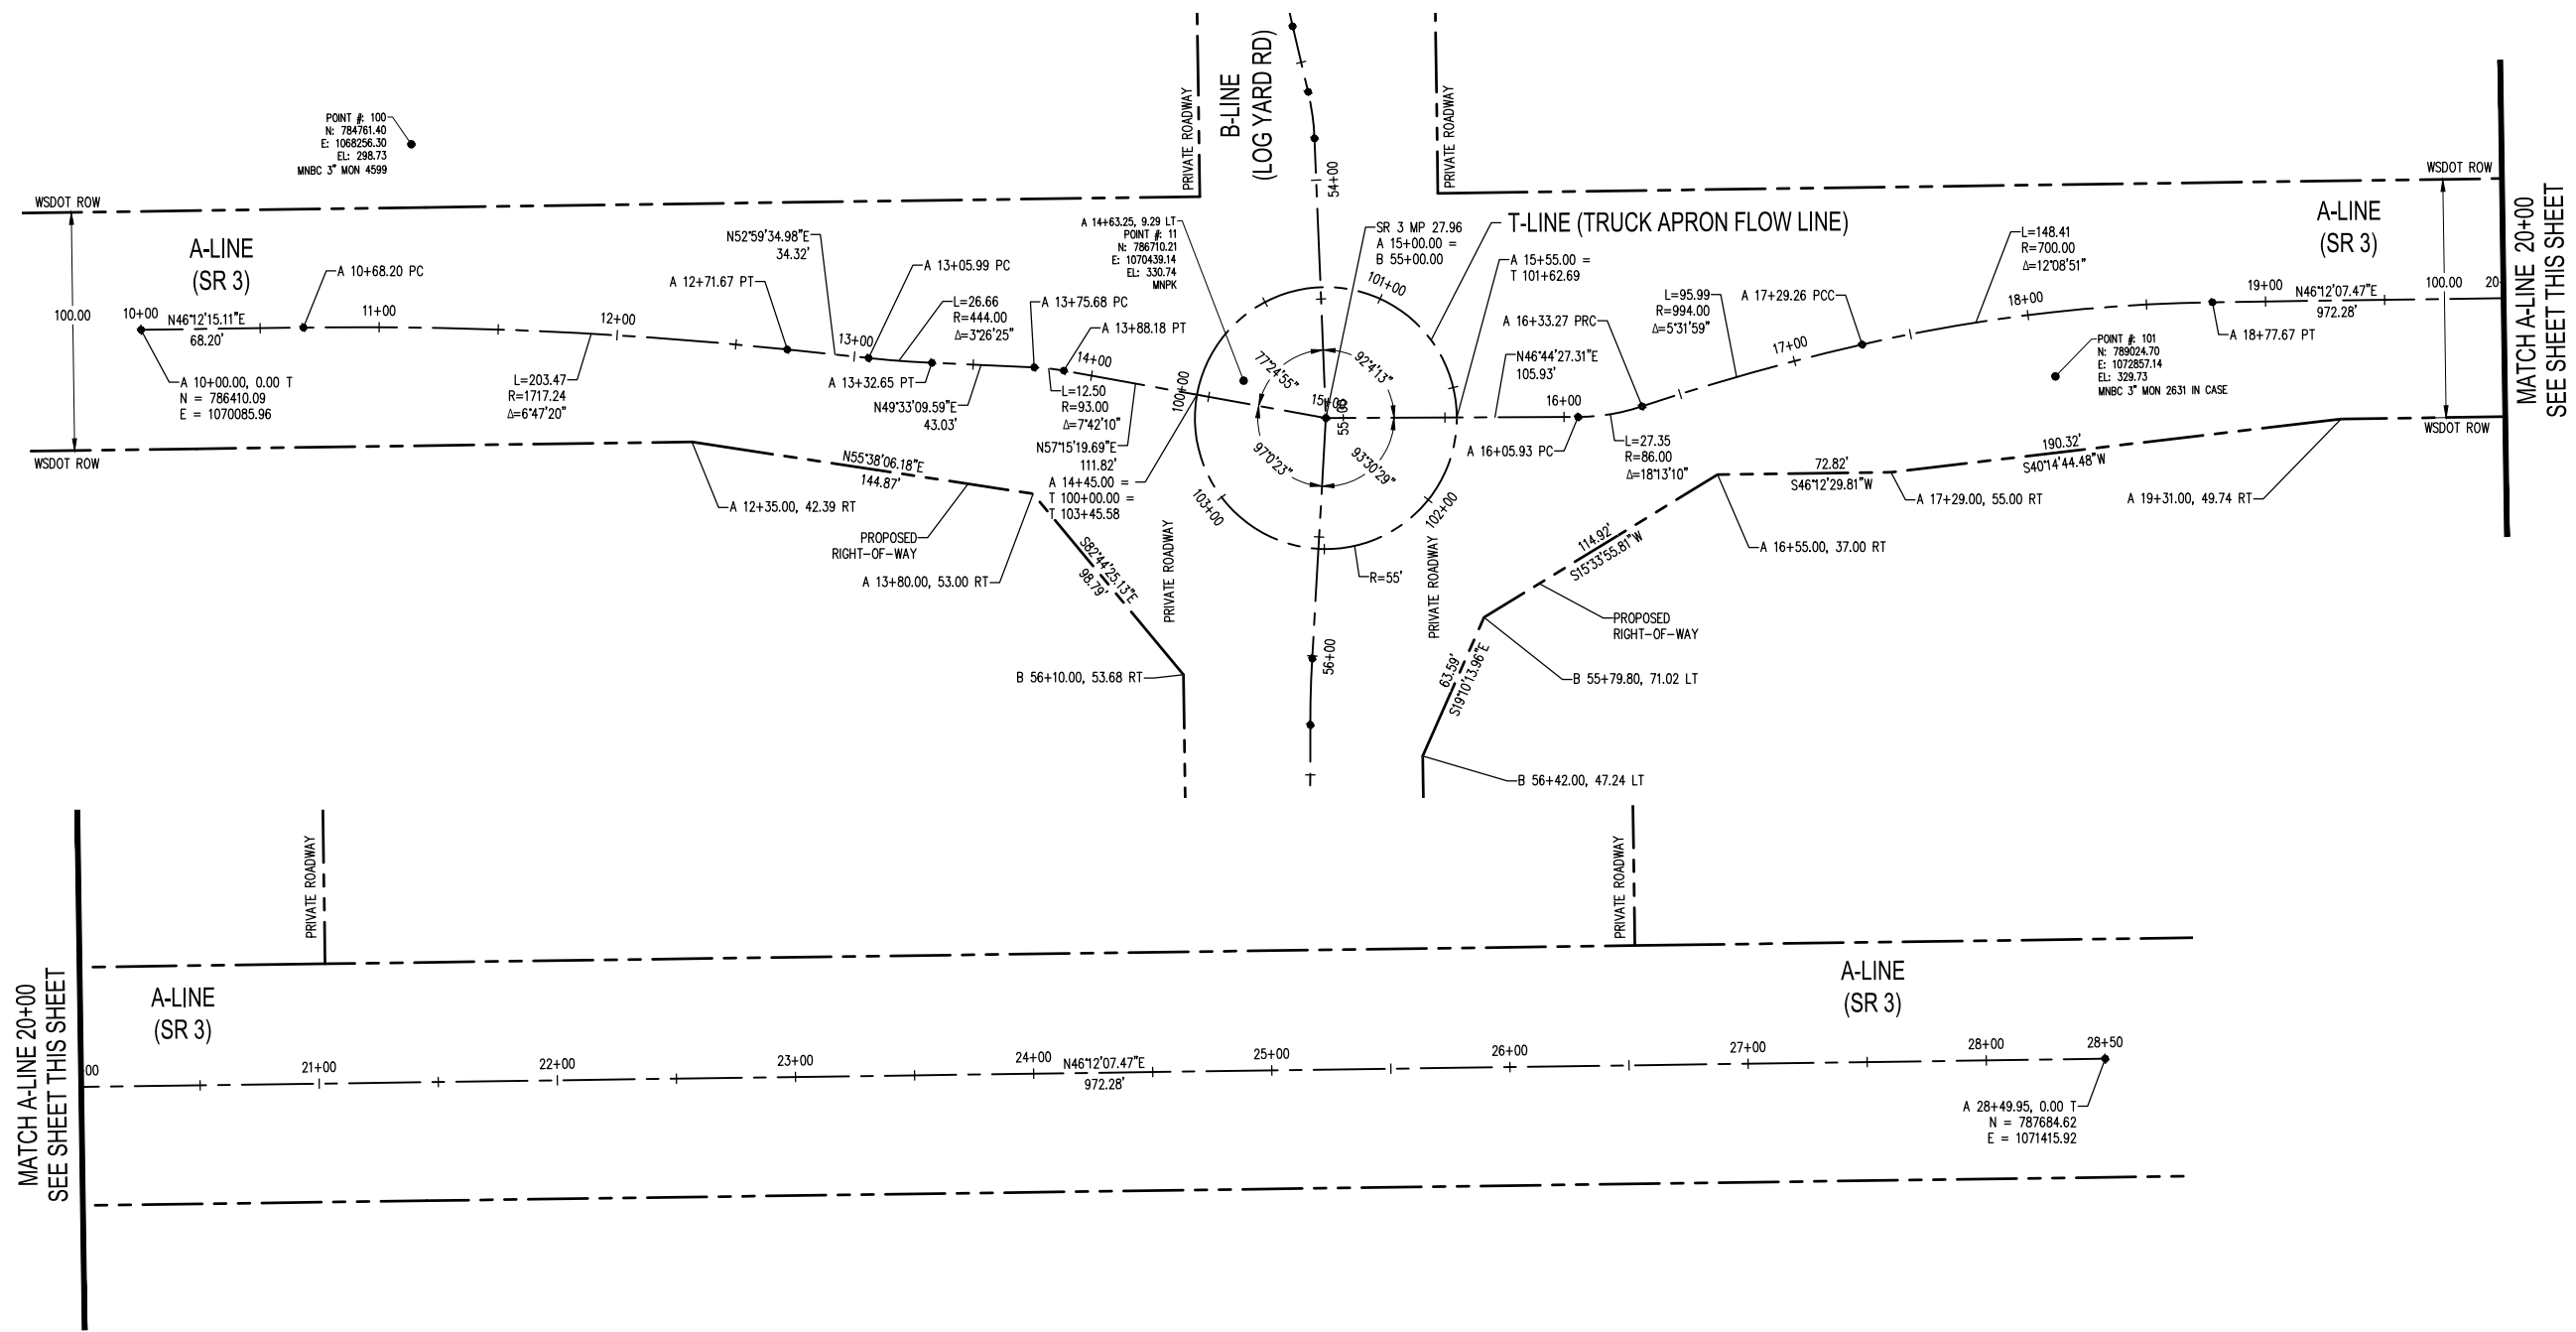 POINT #: 100
N: 784761.40
E: 1068256.30
EL: 298.73
MNBC 3" MON 4599
PRIVATE ROADWAY
B-LINE
(LOG YARD RD)
PRIVATE ROADWAY
54+00
WSDOT ROW
WSDOT ROW
A-LINE
(SR 3)
100.00
WSDOT ROW
10+00
N46°12'15.11"E
68.20'
A 10+68.20 PC
11+00
A 10+00.00, 0.00 T
N = 786410.09
E = 1070085.96
L=203.47
R=1717.24
Δ=6°47'20"
12+00
A 12+71.67 PT
N52°59'34.98"E
34.32'
13+00
A 13+05.99 PC
L=26.66
R=444.00
Δ=3°26'25"
A 13+32.65 PT
N49°33'09.59"E
43.03'
A 13+75.68 PC
A 13+88.18 PT
14+00
L=12.50
R=93.00
Δ=7°42'10"
N57°15'19.69"E
111.82'
A 14+45.00 =
T 100+00.00 =
T 103+45.58
A 14+63.25, 9.29 LT
POINT #: 11
N: 786710.21
E: 1070439.14
EL: 330.74
MNPK
SR 3 MP 27.96
A 15+00.00 =
B 55+00.00
T-LINE (TRUCK APRON FLOW LINE)
A 15+55.00 =
T 101+62.69
100+00
101+00
102+00
103+00
77°24'55"
92°4'13"
97°0'23"
93°30'29"
15+00
55+00
R=55'
N46°44'27.31"E
105.93'
16+00
A 16+05.93 PC
A 16+33.27 PRC
L=27.35
R=86.00
Δ=18°13'10"
L=95.99
R=994.00
Δ=5°31'59"
17+00
A 17+29.26 PCC
L=148.41
R=700.00
Δ=12°08'51"
18+00
A 18+77.67 PT
19+00
N46°12'07.47"E
972.28'
20+
A-LINE
(SR 3)
100.00
WSDOT ROW
WSDOT ROW
MATCH A-LINE 20+00
SEE SHEET THIS SHEET
POINT #: 101
N: 789024.70
E: 1072857.14
EL: 329.73
MNBC 3" MON 2631 IN CASE
N55°38'06.18"E
144.87'
A 12+35.00, 42.39 RT
PROPOSED
RIGHT-OF-WAY
A 13+80.00, 53.00 RT
S82°44'25.13"E
98.79'
PRIVATE ROADWAY
PRIVATE ROADWAY
B 56+10.00, 53.68 RT
56+00
190.32'
S40°14'44.48"W
72.82'
S46°12'29.81"W
A 17+29.00, 55.00 RT
A 19+31.00, 49.74 RT
114.92'
S15°33'55.81"W
A 16+55.00, 37.00 RT
PROPOSED
RIGHT-OF-WAY
63.59'
S19°10'13.96"E
B 55+79.80, 71.02 LT
B 56+42.00, 47.24 LT
PRIVATE ROADWAY
PRIVATE ROADWAY
MATCH A-LINE 20+00
SEE SHEET THIS SHEET
A-LINE
(SR 3)
A-LINE
(SR 3)
00
21+00
22+00
23+00
24+00
N46°12'07.47"E
972.28'
25+00
26+00
27+00
28+00
28+50
A 28+49.95, 0.00 T
N = 787684.62
E = 1071415.92